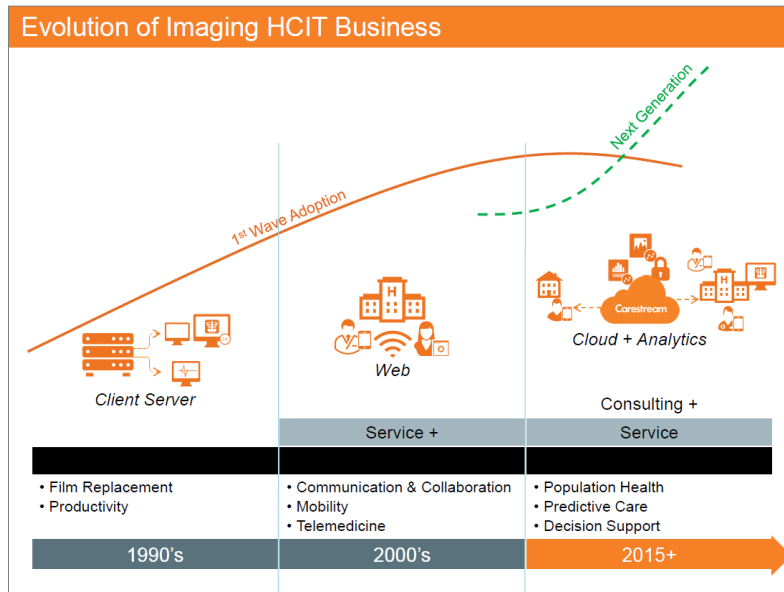 Evolution of Imaging HCIT Business
Next Generation
1st Wave Adoption
H
H
Carestream
Client Server
Web
Cloud + Analytics
Consulting +
Service +
Service
• Film Replacement
• Productivity
• Communication & Collaboration
• Mobility
• Telemedicine
• Population Health
• Predictive Care
• Decision Support
1990's
2000's
2015+